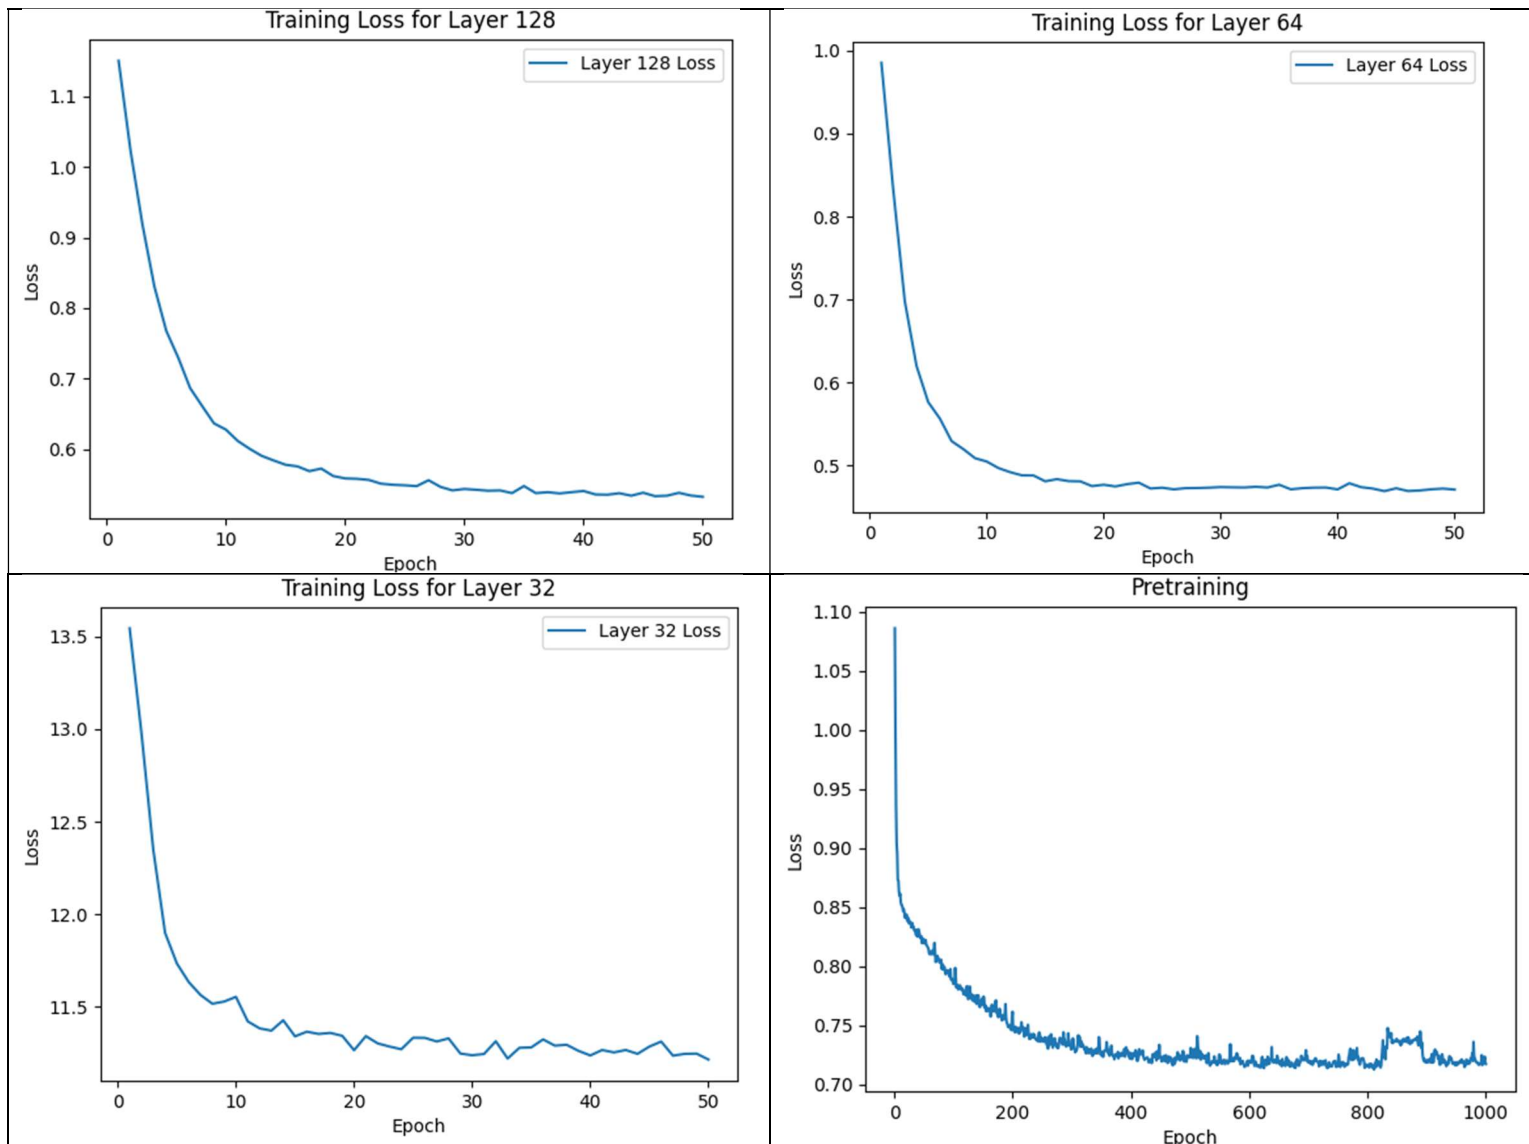 Training Loss for Layer 128
Layer 128 Loss
1.1
1.0
0.9
0.8
0.7
0.6
Loss
0 10 20 30 40 50
Epoch
Training Loss for Layer 64
Layer 64 Loss
1.0
0.9
0.8
0.7
0.6
0.5
Loss
0 10 20 30 40 50
Epoch
Training Loss for Layer 32
Layer 32 Loss
13.5
13.0
12.5
12.0
11.5
Loss
0 10 20 30 40 50
Epoch
Pretraining
1.10
1.05
1.00
0.95
0.90
0.85
0.80
0.75
0.70
Loss
0 200 400 600 800 1000
Epoch